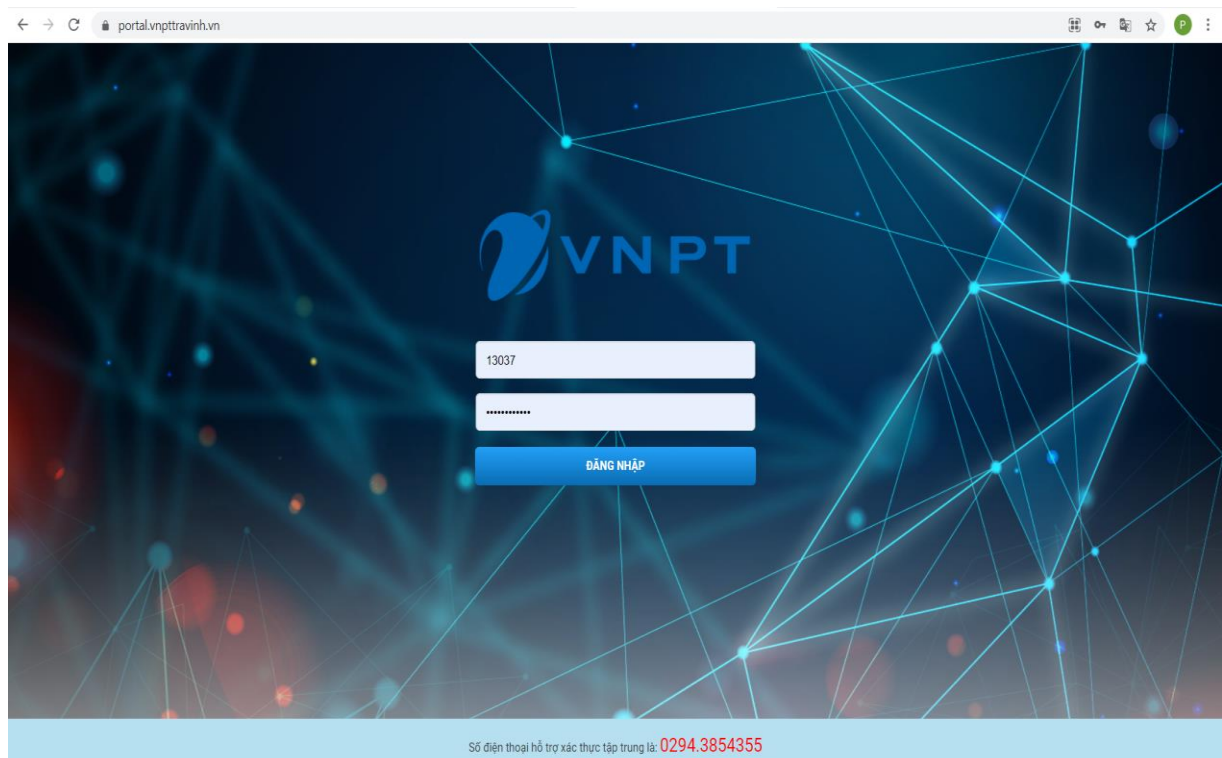 portal.vnpttravinh.vn
P
VNPT
13037
••••••••••••
ĐĂNG NHẬP
Số điện thoại hỗ trợ xác thực tập trung là: 0294.3854355